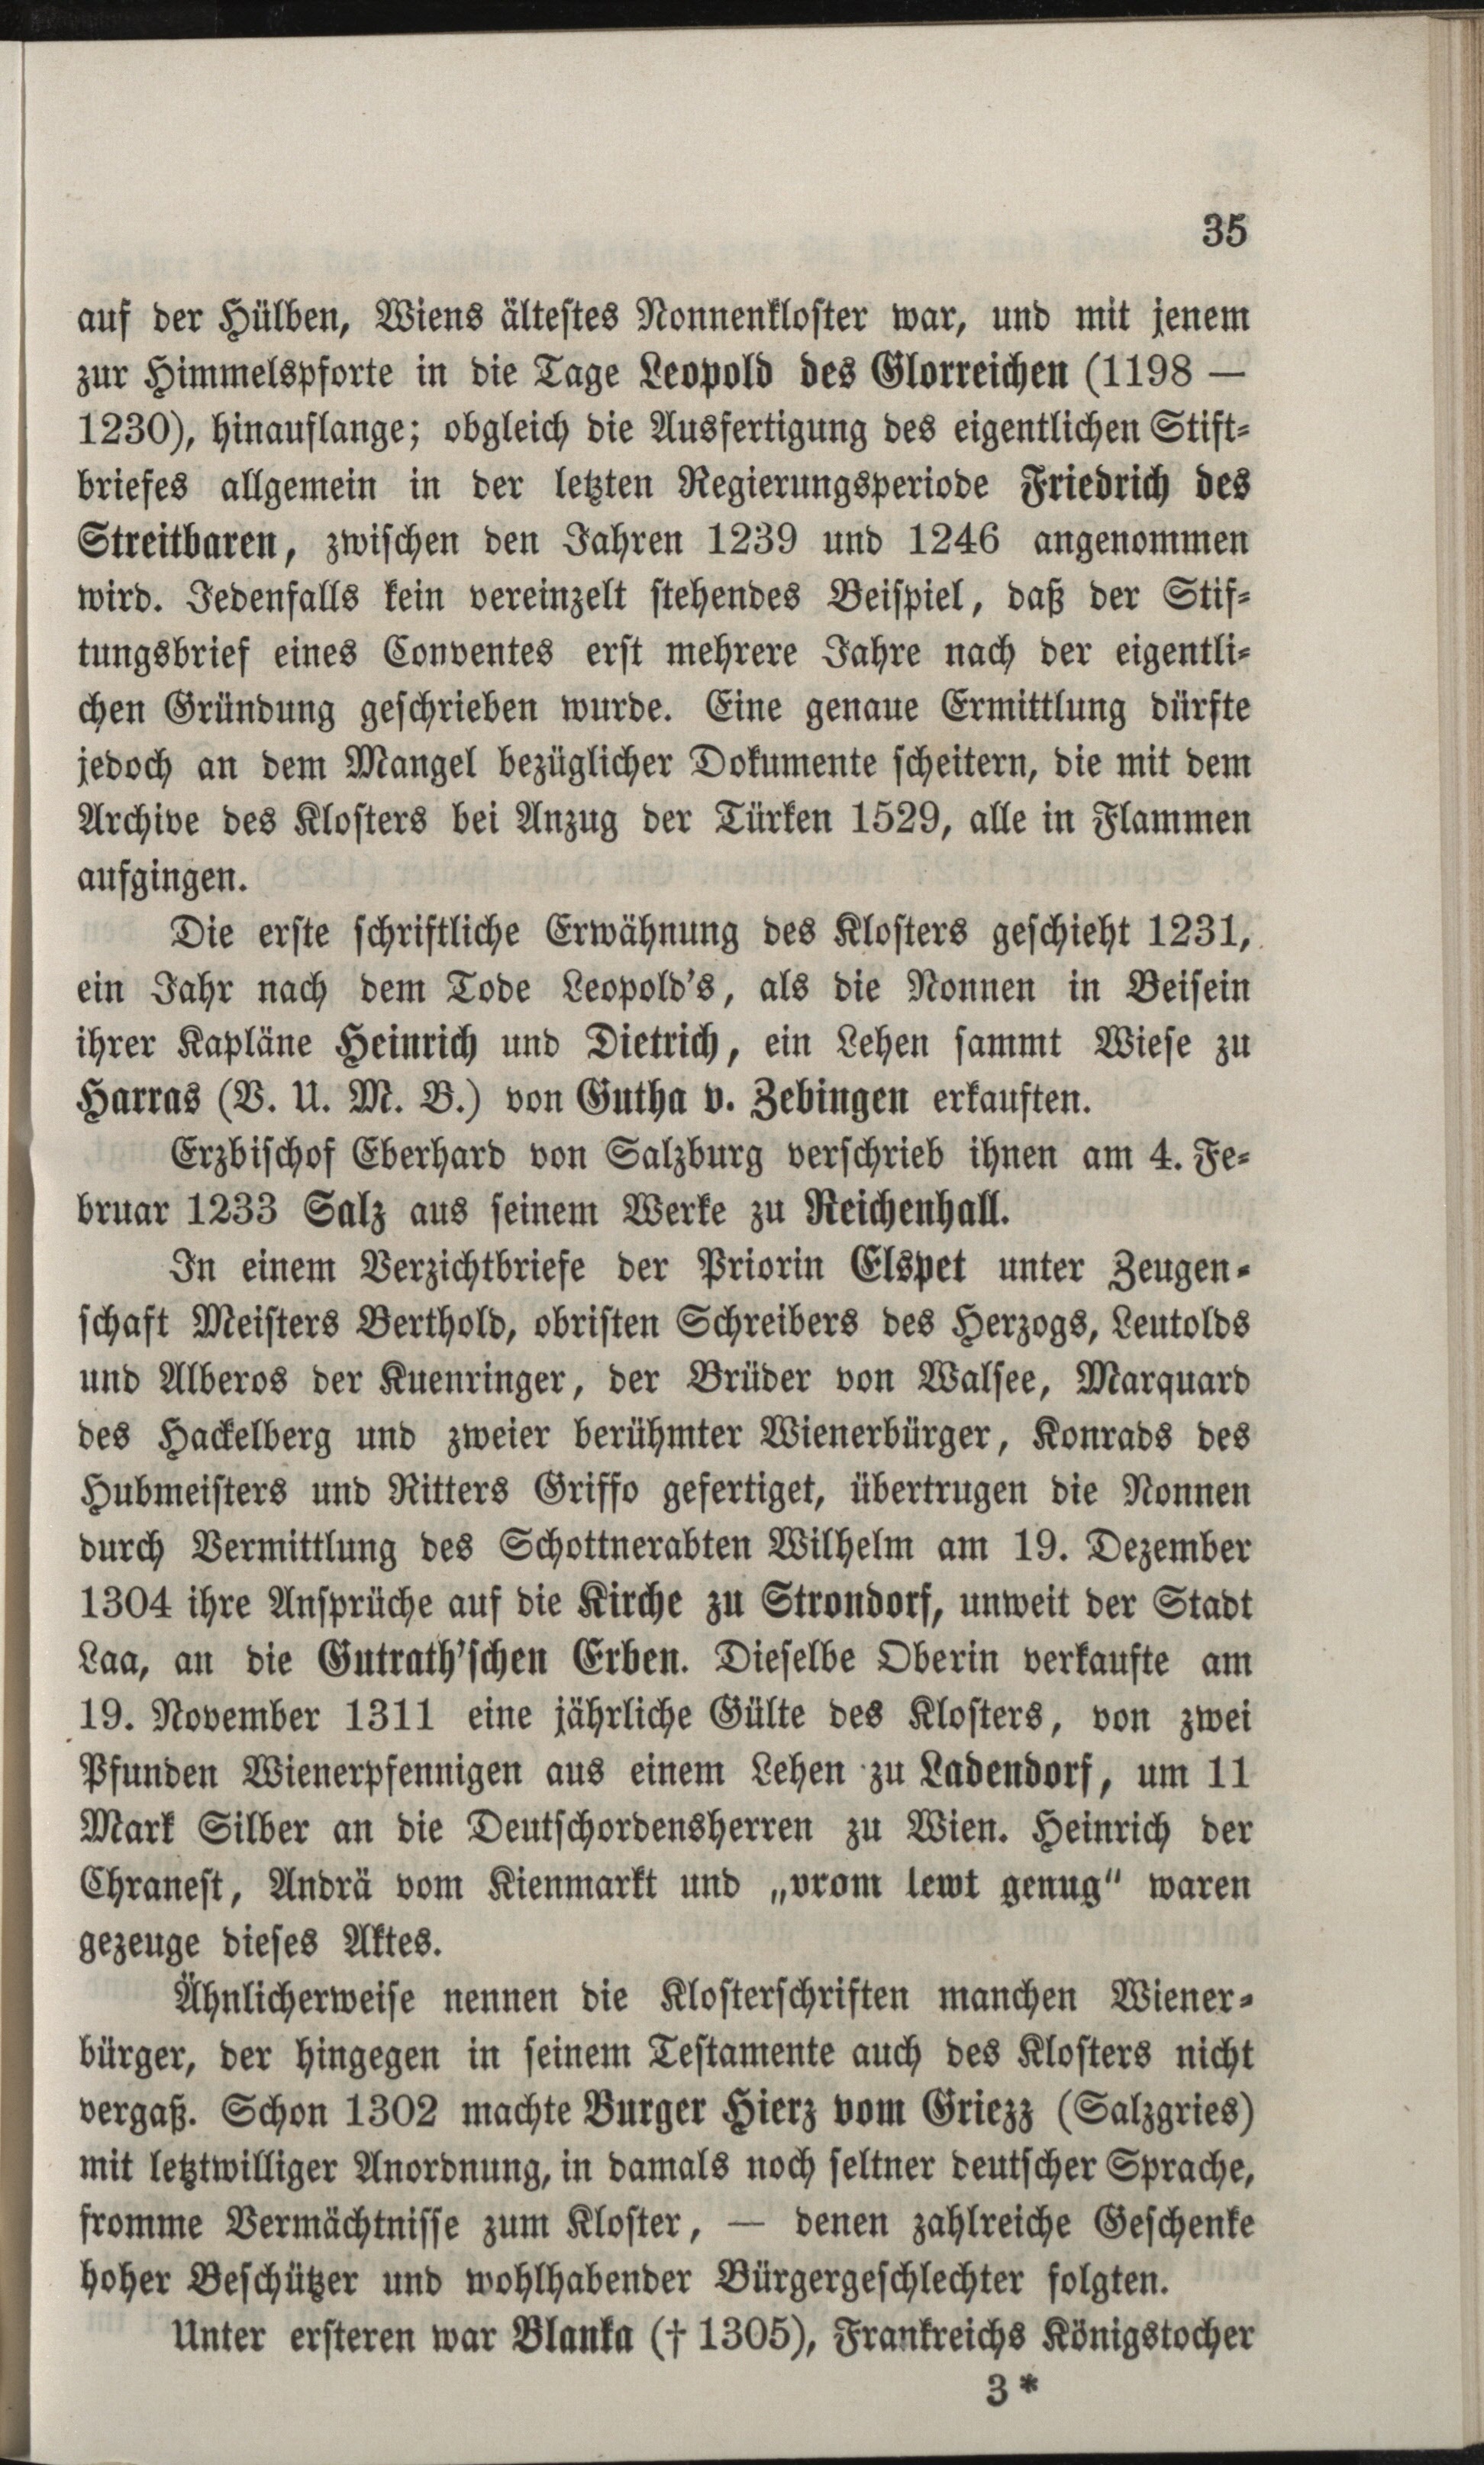 35
auf der Hülben, Wiens ältestes Nonnenkloster war, und mit jenem
zur Himmelspforte in die Tage Leopold des Glorreichen (1198 —
1230), hinauflange; obgleich die Ausfertigung des eigentlichen Stift-
briefes allgemein in der letzten Regierungsperiode Friedrich des
Streitbaren, zwischen den Jahren 1239 und 1246 angenommen
wird. Jedenfalls kein vereinzelt stehendes Beispiel, daß der Stif-
tungsbrief eines Conventes erst mehrere Jahre nach der eigentli-
chen Gründung geschrieben wurde. Eine genaue Ermittlung dürfte
jedoch an dem Mangel bezüglicher Dokumente scheitern, die mit dem
Archive des Klosters bei Anzug der Türken 1529, alle in Flammen
aufgingen.
Die erste schriftliche Erwähnung des Klosters geschieht 1231,
ein Jahr nach dem Tode Leopold's, als die Nonnen in Beisein
ihrer Kapläne Heinrich und Dietrich, ein Lehen sammt Wiese zu
Harras (V. U. M. B.) von Gutha v. Zebingen erkauften.
Erzbischof Eberhard von Salzburg verschrieb ihnen am 4. Fe-
bruar 1233 Salz aus seinem Werke zu Reichenhall.
In einem Verzichtbriefe der Priorin Elspet unter Zeugen-
schaft Meisters Berthold, obristen Schreibers des Herzogs, Leutolds
und Alberos der Kuenringer, der Brüder von Walsee, Marquard
des Hackelberg und zweier berühmter Wienerbürger, Konrads des
Hubmeisters und Ritters Griffo gefertiget, übertrugen die Nonnen
durch Vermittlung des Schottnerabten Wilhelm am 19. Dezember
1304 ihre Ansprüche auf die Kirche zu Strondorf, unweit der Stadt
Laa, an die Gutrath'schen Erben. Dieselbe Oberin verkaufte am
19. November 1311 eine jährliche Gülte des Klosters, von zwei
Pfunden Wienerpfennigen aus einem Lehen zu Ladendorf, um 11
Mark Silber an die Deutschordensherren zu Wien. Heinrich der
Chranest, Andrä vom Kienmarkt und „vrom lewt genug“ waren
gezeuge dieses Aktes.
Ähnlicherweise nennen die Klosterschriften manchen Wiener-
bürger, der hingegen in seinem Testamente auch des Klosters nicht
vergaß. Schon 1302 machte Burger Hierz vom Griezz (Salzgries)
mit letztwilliger Anordnung, in damals noch seltner deutscher Sprache,
fromme Vermächtnisse zum Kloster, — denen zahlreiche Geschenke
hoher Beschützer und wohlhabender Bürgergeschlechter folgten.
Unter ersteren war Blanka († 1305), Frankreichs Königstocher
3*